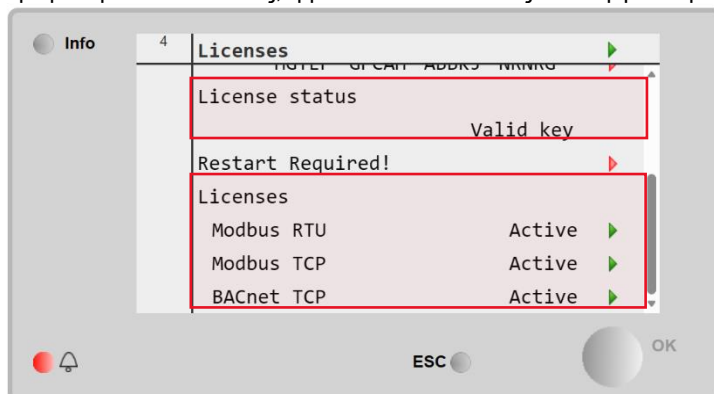 Info
4 Licenses
License status
Valid key
Restart Required!
Licenses
Modbus RTU Active
Modbus TCP Active
BACnet TCP Active
ESC
OK